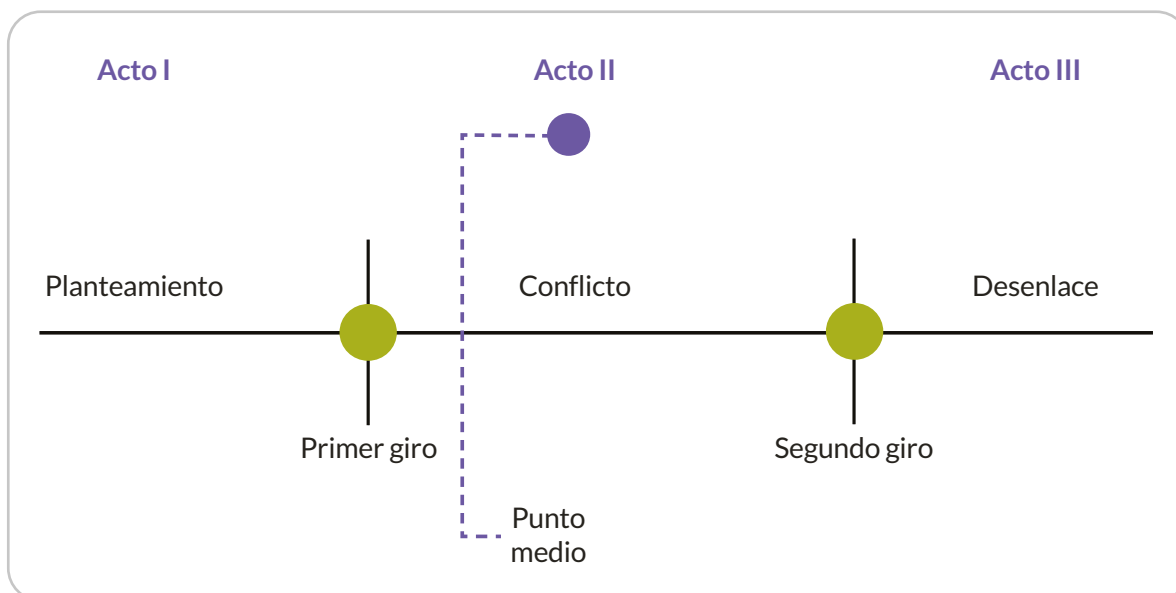 Acto I
Acto II
Acto III
Planteamiento
Conflicto
Desenlace
Primer giro
Segundo giro
Punto
medio